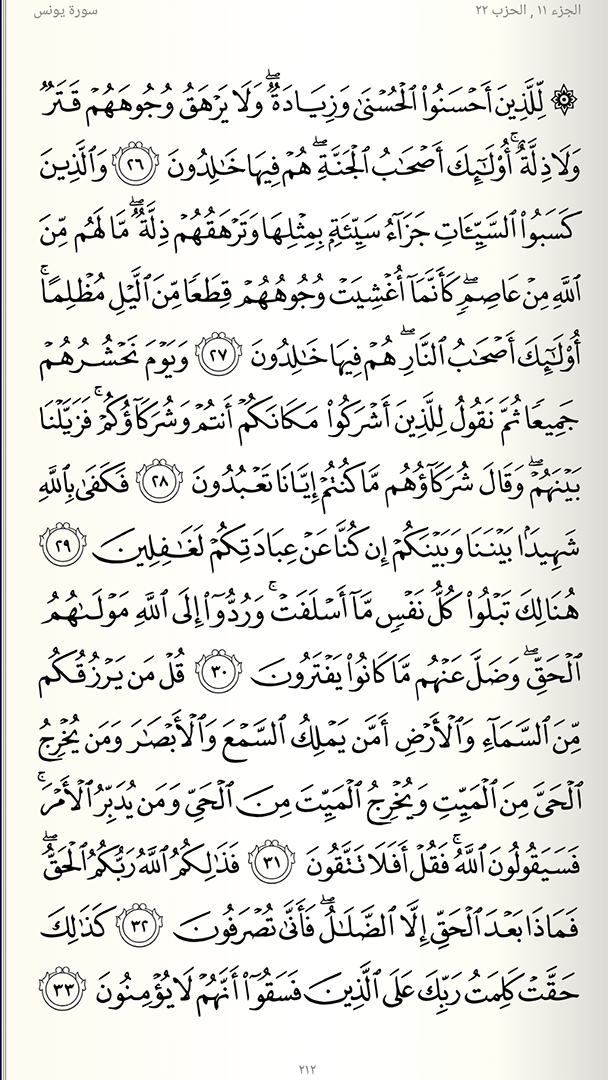 الجزء ١١ , الحزب ٢٢
سورة يونس
۞ لِّلَّذِينَ أَحْسَنُوا۟ ٱلْحُسْنَىٰ وَزِيَادَةٌۭ ۖ وَلَا يَرْهَقُ وُجُوهَهُمْ قَتَرٌۭ
وَلَا ذِلَّةٌ ۚ أُو۟لَـٰٓئِكَ أَصْحَـٰبُ ٱلْجَنَّةِ ۖ هُمْ فِيهَا خَـٰلِدُونَ ٢٦ وَٱلَّذِينَ
كَسَبُوا۟ ٱلسَّيِّـَٔاتِ جَزَآءُ سَيِّئَةٍۭ بِمِثْلِهَا وَتَرْهَقُهُمْ ذِلَّةٌۭ ۖ مَّا لَهُم مِّنَ
ٱللَّهِ مِنْ عَاصِمٍۢ ۖ كَأَنَّمَآ أُغْشِيَتْ وُجُوهُهُمْ قِطَعًۭا مِّنَ ٱلَّيْلِ مُظْلِمًا ۚ
أُو۟لَـٰٓئِكَ أَصْحَـٰبُ ٱلنَّارِ ۖ هُمْ فِيهَا خَـٰلِدُونَ ٢٧ وَيَوْمَ نَحْشُرُهُمْ
جَمِيعًۭا ثُمَّ نَقُولُ لِلَّذِينَ أَشْرَكُوا۟ مَكَانَكُمْ أَنتُمْ وَشُرَكَآؤُكُمْ ۚ فَزَيَّلْنَا
بَيْنَهُمْ ۖ وَقَالَ شُرَكَآؤُهُم مَّا كُنتُمْ إِيَّانَا تَعْبُدُونَ ٢٨ فَكَفَىٰ بِٱللَّهِ
شَهِيدًۢا بَيْنَنَا وَبَيْنَكُمْ إِن كُنَّا عَنْ عِبَادَتِكُمْ لَغَـٰفِلِينَ ٢٩
هُنَالِكَ تَبْلُوا۟ كُلُّ نَفْسٍۢ مَّآ أَسْلَفَتْ ۚ وَرُدُّوٓا۟ إِلَى ٱللَّهِ مَوْلَىٰهُمُ
ٱلْحَقِّ ۖ وَضَلَّ عَنْهُم مَّا كَانُوا۟ يَفْتَرُونَ ٣٠ قُلْ مَن يَرْزُقُكُم
مِّنَ ٱلسَّمَآءِ وَٱلْأَرْضِ أَمَّن يَمْلِكُ ٱلسَّمْعَ وَٱلْأَبْصَـٰرَ وَمَن يُخْرِجُ
ٱلْحَىَّ مِنَ ٱلْمَيِّتِ وَيُخْرِجُ ٱلْمَيِّتَ مِنَ ٱلْحَىِّ وَمَن يُدَبِّرُ ٱلْأَمْرَ ۚ
فَسَيَقُولُونَ ٱللَّهُ ۚ فَقُلْ أَفَلَا تَتَّقُونَ ٣١ فَذَٰلِكُمُ ٱللَّهُ رَبُّكُمُ ٱلْحَقُّ ۖ
فَمَاذَا بَعْدَ ٱلْحَقِّ إِلَّا ٱلضَّلَـٰلُ ۖ فَأَنَّىٰ تُصْرَفُونَ ٣٢ كَذَٰلِكَ
حَقَّتْ كَلِمَتُ رَبِّكَ عَلَى ٱلَّذِينَ فَسَقُوٓا۟ أَنَّهُمْ لَا يُؤْمِنُونَ ٣٣
٢١٢